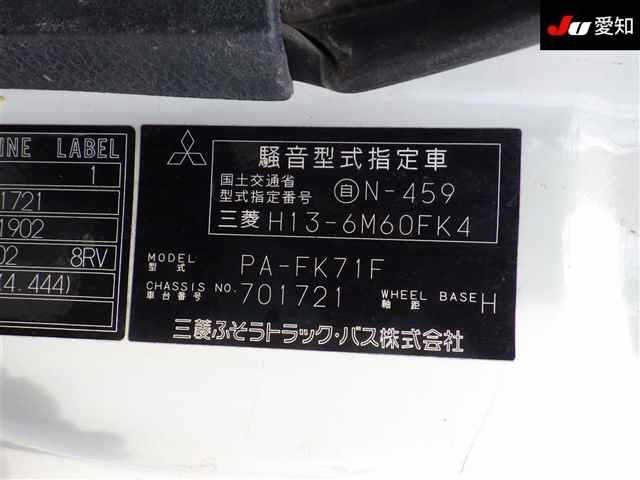 JU 愛知
INE LABEL
1
1721
1902
02 8RV
(4.444)
騒音型式指定車
国土交通省
型式指定番号 自 N-459
三菱 H13-6M60FK4
MODEL
型式 PA-FK71F
CHASSIS NO. 701721 WHEEL BASE H
車台番号 軸距
三菱ふそうトラック・バス株式会社